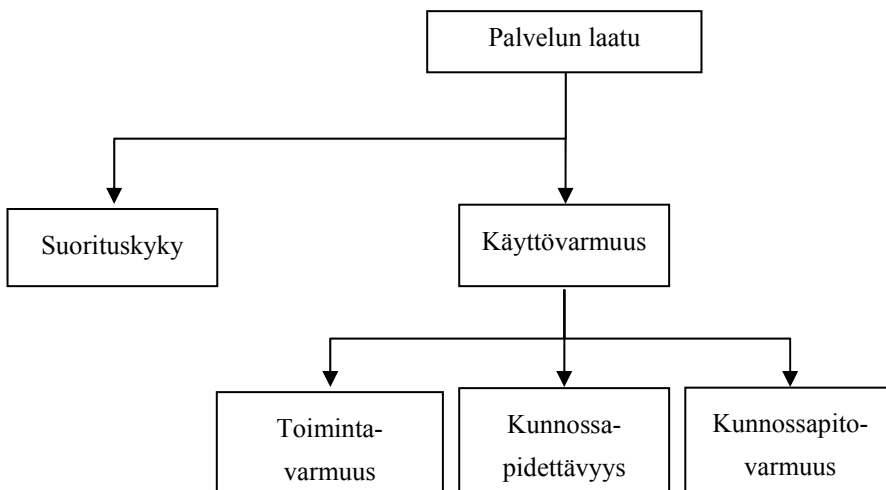 Palvelun laatu
Suorituskyky
Käyttövarmuus
Toiminta-
varmuus
Kunnossa-
pidettävyys
Kunnossapito-
varmuus